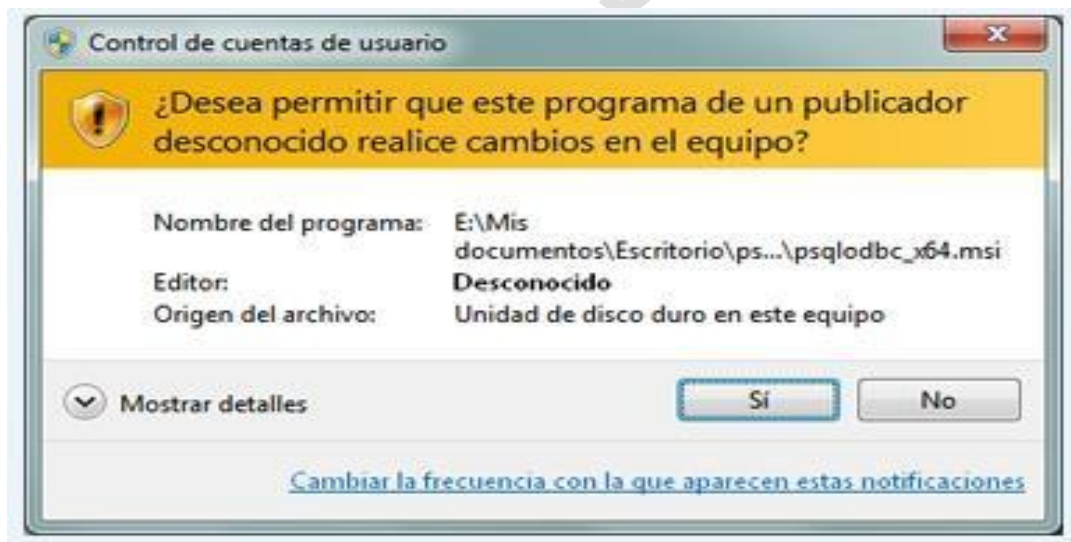 Control de cuentas de usuario
¿Desea permitir que este programa de un publicador
desconocido realice cambios en el equipo?
Nombre del programa: E:\Mis
documentos\Escritorio\ps...\psqlodbc_x64.msi
Editor: Desconocido
Origen del archivo: Unidad de disco duro en este equipo
Mostrar detalles
Sí
No
Cambiar la frecuencia con la que aparecen estas notificaciones